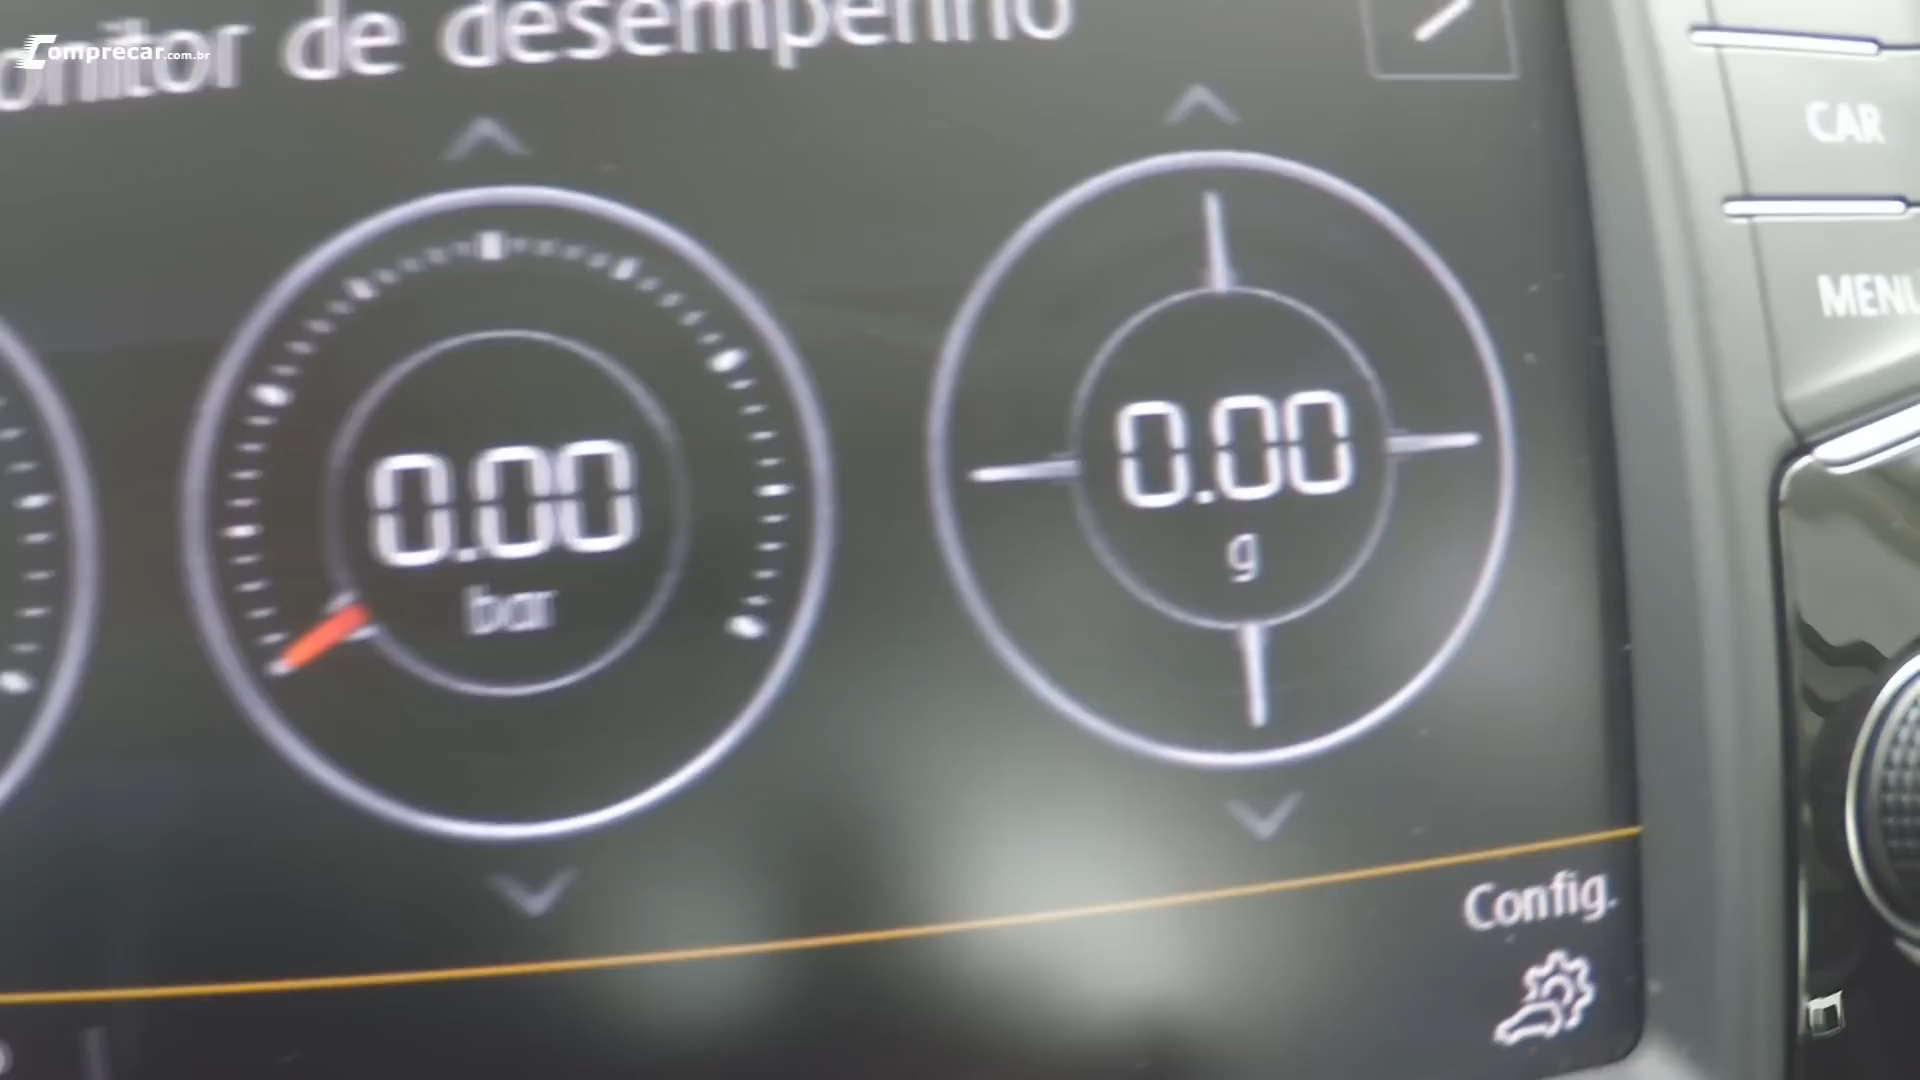 Comprecar.com.br
onitor de desempenho
CAR
MENU
0.00
bar
0.00
g
Config.